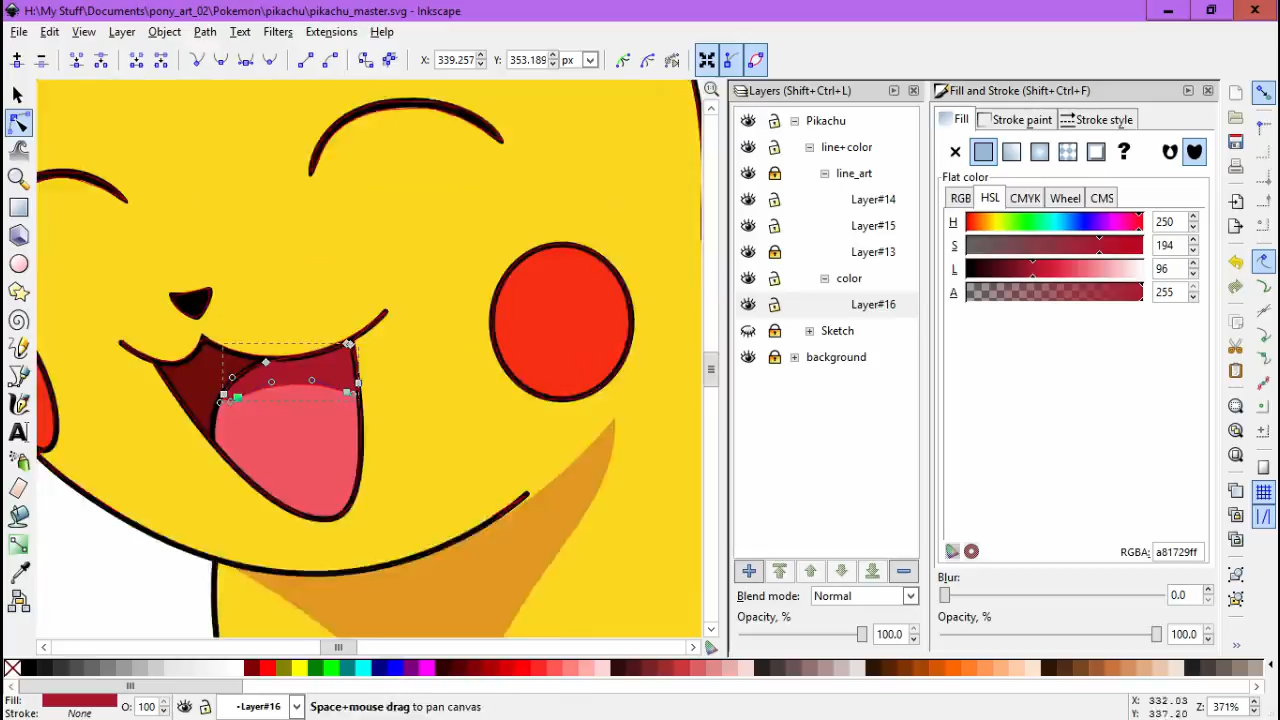 H:\My Stuff\Documents\pony_art_02\Pokemon\pikachu\pikachu_master.svg - Inkscape
File Edit View Layer Object Path Text Filters Extensions Help
X: 339.257 Y: 353.189 px
Layers (Shift+Ctrl+L)
Pikachu
line+color
line_art
Layer#14
Layer#15
Layer#13
color
Layer#16
Sketch
background
Blend mode: Normal
Opacity, %
100.0
Fill and Stroke (Shift+Ctrl+F)
Fill Stroke paint Stroke style
?
Flat color
RGB HSL CMYK Wheel CMS
H 250
S 194
L 96
A 255
RGBA: a81729ff
Blur:
0.0
Opacity, %
100.0
Fill:
Stroke: None
O: 100
•Layer#16
Space+mouse drag to pan canvas
X: 332.03
Y: 337.20
Z: 371%